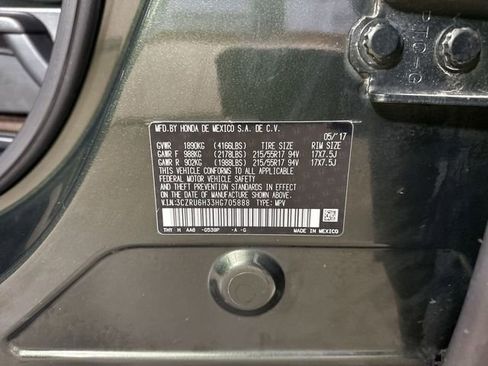 MFD.BY HONDA DE MEXICO S.A. DE C.V.
05/'17
GVWR 1890KG (4166LBS) TIRE SIZE RIM SIZE
GAWR F 988KG (2178LBS) 215/55R17 94V 17X7.5J
GAWR R 902KG (1988LBS) 215/55R17 94V 17X7.5J
THIS VEHICLE CONFORMS TO ALL APPLICABLE
FEDERAL MOTOR VEHICLE SAFETY
STANDARDS IN EFFECT
ON THE DATE OF MANUFACTURE SHOWN ABOVE.
V.I.N:3CZRU6H33HG705888 TYPE: MPV
THY H AA6 -G539P -A -G
MADE IN MEXICO